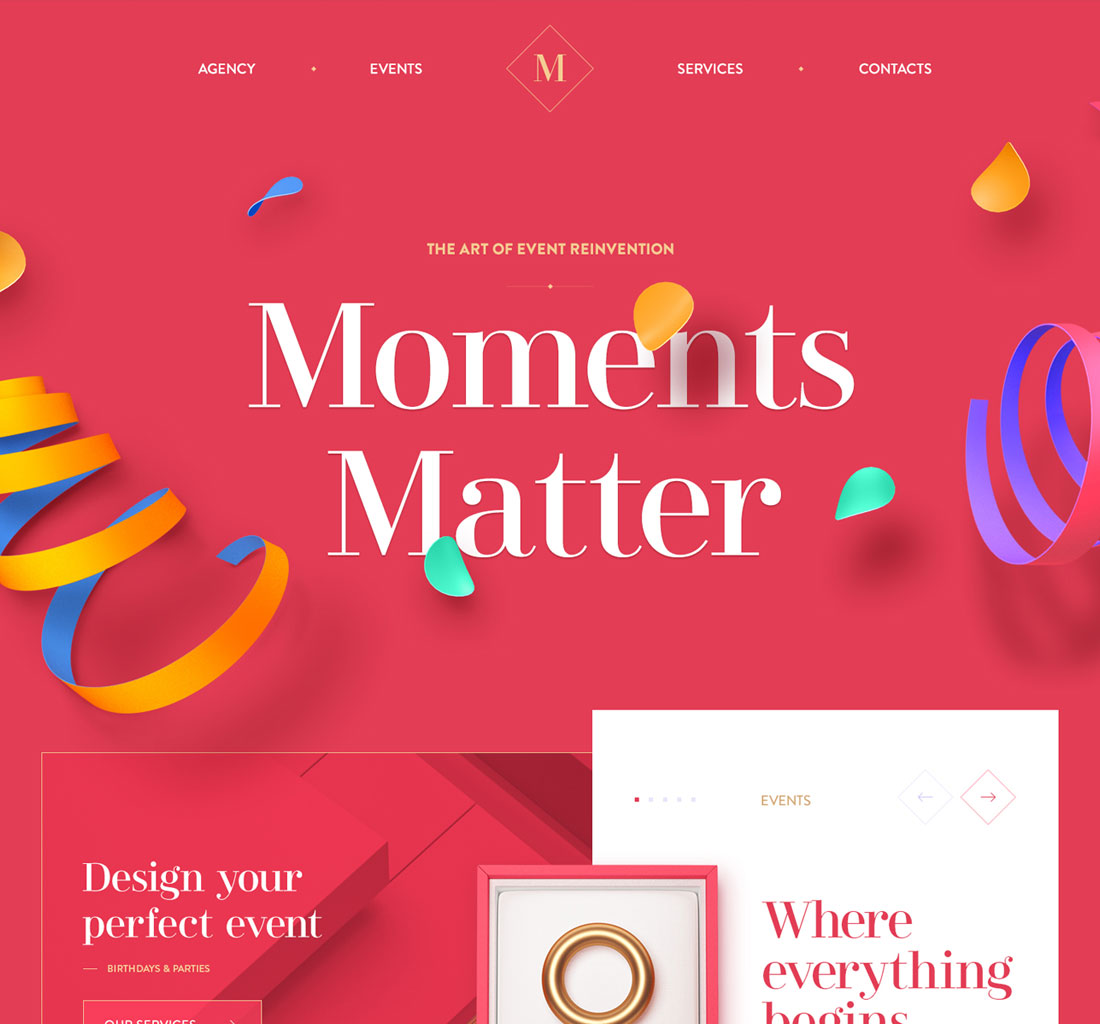 AGENCY
EVENTS
M
SERVICES
CONTACTS
THE ART OF EVENT REINVENTION
Moments
Matter
EVENTS
Design your
perfect event
BIRTHDAYS & PARTIES
OUR SERVICES
Where
everything
begins